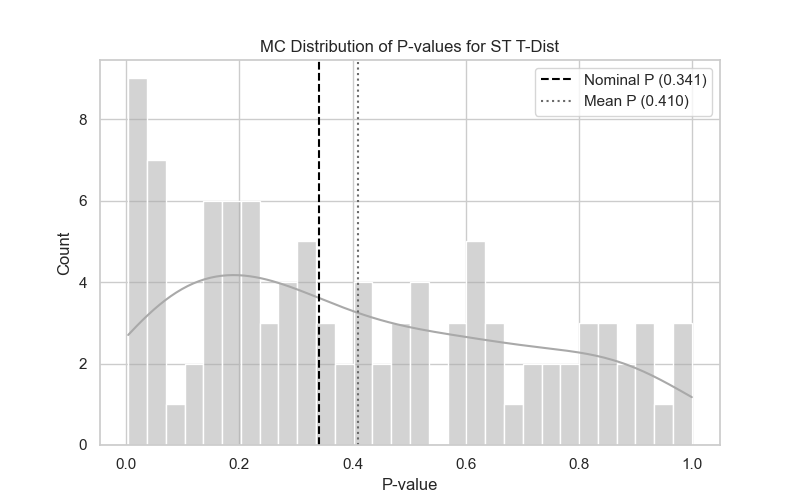 MC Distribution of P-values for ST T-Dist
Nominal P (0.341)
Mean P (0.410)
Count
8
6
4
2
0
0.0 0.2 0.4 0.6 0.8 1.0
P-value